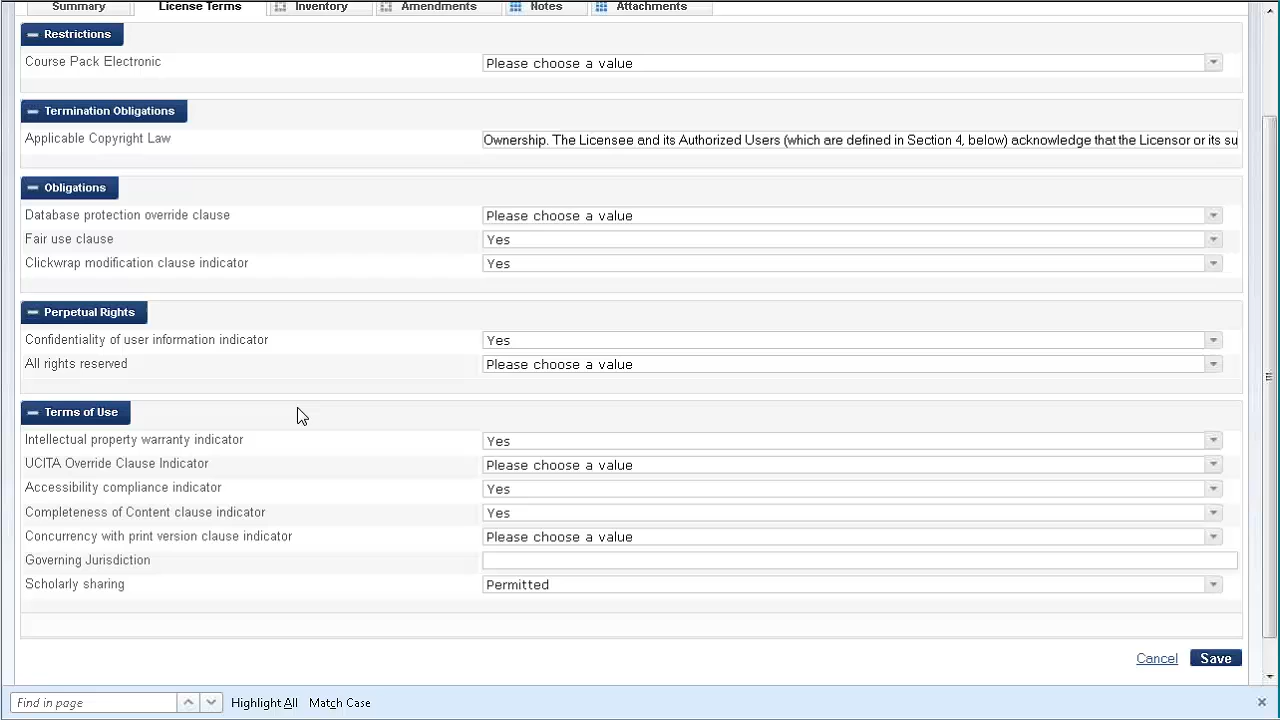 Summary License Terms Inventory Amendments Notes Attachments
Restrictions
Course Pack Electronic Please choose a value
Termination Obligations
Applicable Copyright Law Ownership. The Licensee and its Authorized Users (which are defined in Section 4, below) acknowledge that the Licensor or its su
Obligations
Database protection override clause Please choose a value
Fair use clause Yes
Clickwrap modification clause indicator Yes
Perpetual Rights
Confidentiality of user information indicator Yes
All rights reserved Please choose a value
Terms of Use
Intellectual property warranty indicator Yes
UCITA Override Clause Indicator Please choose a value
Accessibility compliance indicator Yes
Completeness of Content clause indicator Yes
Concurrency with print version clause indicator Please choose a value
Governing Jurisdiction
Scholarly sharing Permitted
Cancel Save
Find in page Highlight All Match Case